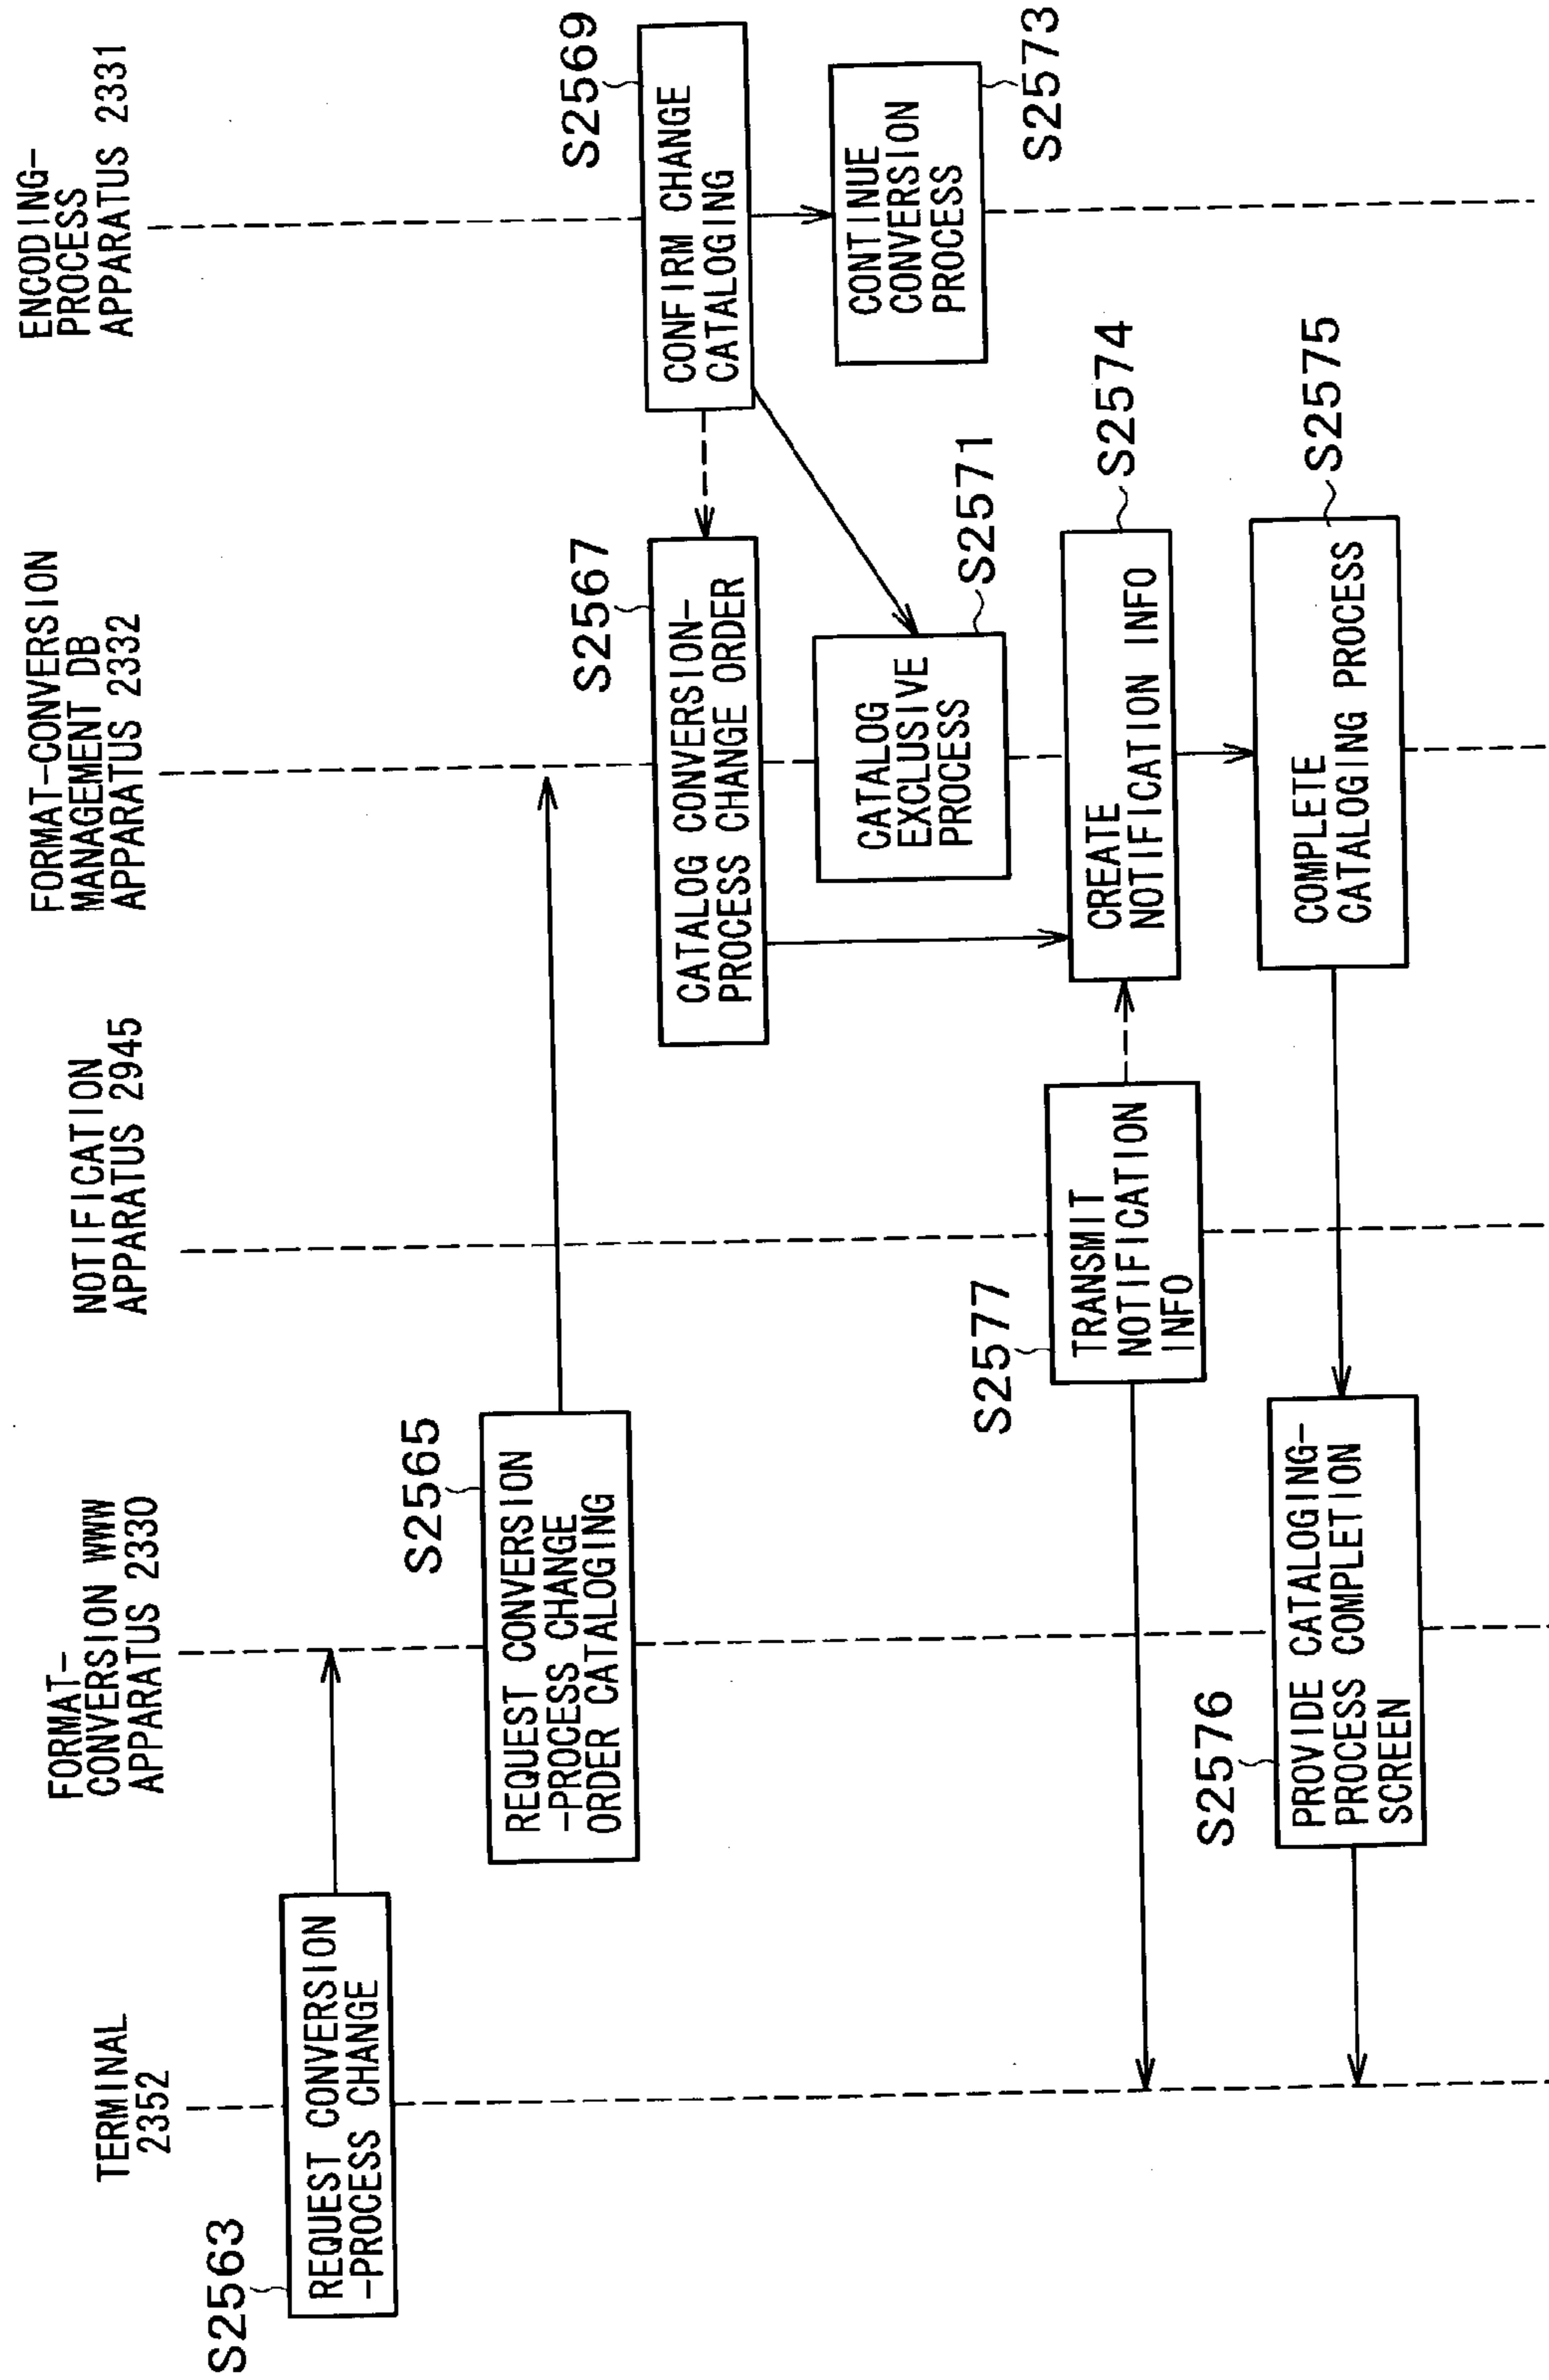 TERMINAL
2352
FORMAT-
CONVERSION WWW
APPARATUS 2330
NOTIFICATION
APPARATUS 2945
FORMAT-CONVERSION
MANAGEMENT DB
APPARATUS 2332
ENCODING-
PROCESS
APPARATUS 2331
S2563
REQUEST CONVERSION
-PROCESS CHANGE
S2565
REQUEST CONVERSION
-PROCESS CHANGE
ORDER CATALOGING
S2567
CATALOG CONVERSION-
PROCESS CHANGE ORDER
S2569
CONFIRM CHANGE
CATALOGING
S2571
CATALOG
EXCLUSIVE
PROCESS
S2573
CONTINUE
CONVERSION
PROCESS
S2577
TRANSMIT
NOTIFICATION
INFO
S2574
CREATE
NOTIFICATION INFO
S2576
PROVIDE CATALOGING-
PROCESS COMPLETION
SCREEN
S2575
COMPLETE
CATALOGING PROCESS